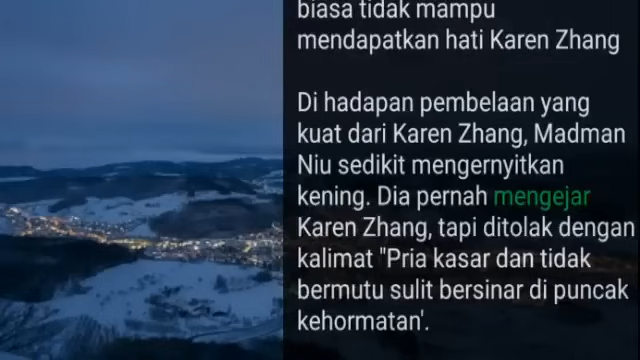 biasa tidak mampu
mendapatkan hati Karen Zhang
Di hadapan pembelaan yang
kuat dari Karen Zhang, Madman
Niu sedikit mengernyitkan
kening. Dia pernah mengejar
Karen Zhang, tapi ditolak dengan
kalimat "Pria kasar dan tidak
bermutu sulit bersinar di puncak
kehormatan'.